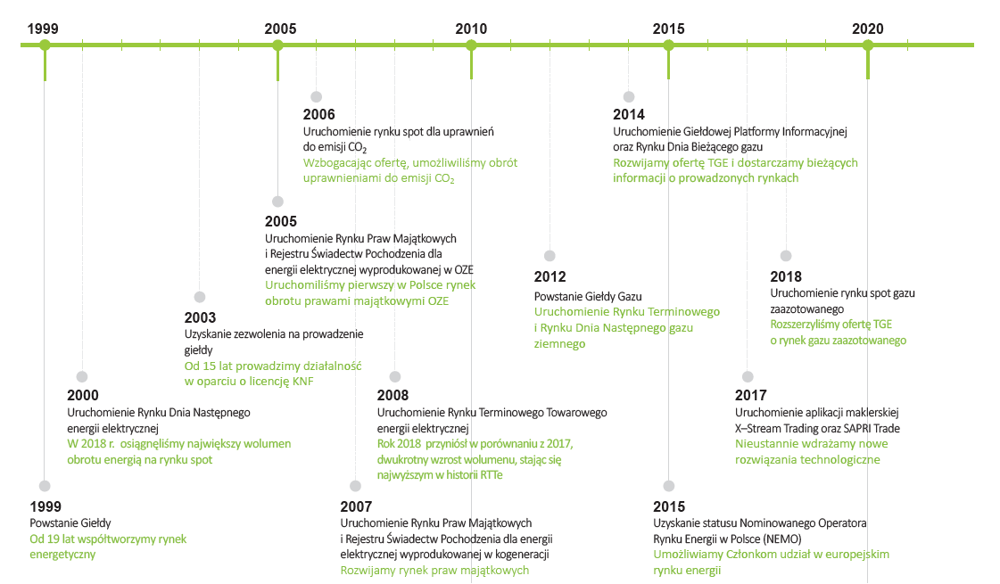 1999
2005
2010
2015
2020
2006
Uruchomienie rynku spot dla uprawnień
do emisji CO₂
Wzbogacając ofertę, umożliwiliśmy obrót
uprawnieniami do emisji CO₂
2014
Uruchomienie Giełdowej Platformy Informacyjnej
oraz Rynku Dnia Bieżącego gazu
Rozwijamy ofertę TGE i dostarczamy bieżących
informacji o prowadzonych rynkach
2005
Uruchomienie Rynku Praw Majątkowych
i Rejestru Świadectw Pochodzenia dla
energii elektrycznej wyprodukowanej w OZE
Uruchomiliśmy pierwszy w Polsce rynek
obrotu prawami majątkowymi OZE
2012
Powstanie Giełdy Gazu
Uruchomienie Rynku Terminowego
i Rynku Dnia Następnego gazu
ziemnego
2018
Uruchomienie rynku spot gazu
zaazotowanego
Rozszerzyliśmy ofertę TGE
o rynek gazu zaazotowanego
2003
Uzyskanie zezwolenia na prowadzenie
giełdy
Od 15 lat prowadzimy działalność
w oparciu o licencję KNF
2000
Uruchomienie Rynku Dnia Następnego
energii elektrycznej
W 2018 r. osiągnęliśmy największy wolumen
obrotu energią na rynku spot
2008
Uruchomienie Rynku Terminowego Towarowego
energii elektrycznej
Rok 2018 przyniósł w porównaniu z 2017,
dwukrotny wzrost wolumenu, stając się
najwyższym w historii RTTe
2017
Uruchomienie aplikacji maklerskiej
X–Stream Trading oraz SAPRI Trade
Nieustannie wdrażamy nowe
rozwiązania technologiczne
1999
Powstanie Giełdy
Od 19 lat współtworzymy rynek
energetyczny
2007
Uruchomienie Rynku Praw Majątkowych
i Rejestru Świadectw Pochodzenia dla energii
elektrycznej wyprodukowanej w kogeneracji
Rozwijamy rynek praw majątkowych
2015
Uzyskanie statusu Nominowanego Operatora
Rynku Energii w Polsce (NEMO)
Umożliwiamy Członkom udział w europejskim
rynku energii